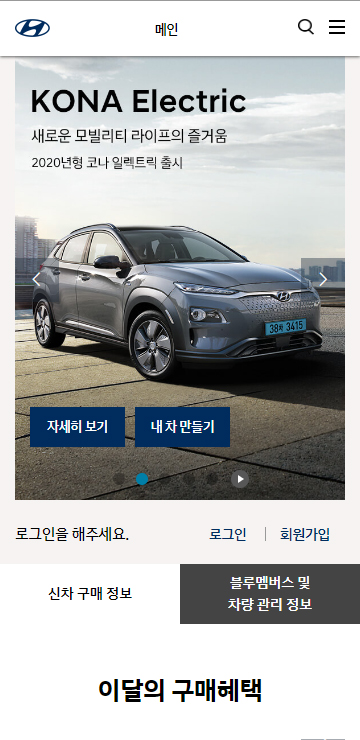 메인
KONA Electric
새로운 모빌리티 라이프의 즐거움
2020년형 코나 일렉트릭 출시
38차 3415
자세히 보기
내 차 만들기
로그인을 해주세요.
로그인
회원가입
신차 구매 정보
블루멤버스 및
차량 관리 정보
이달의 구매혜택